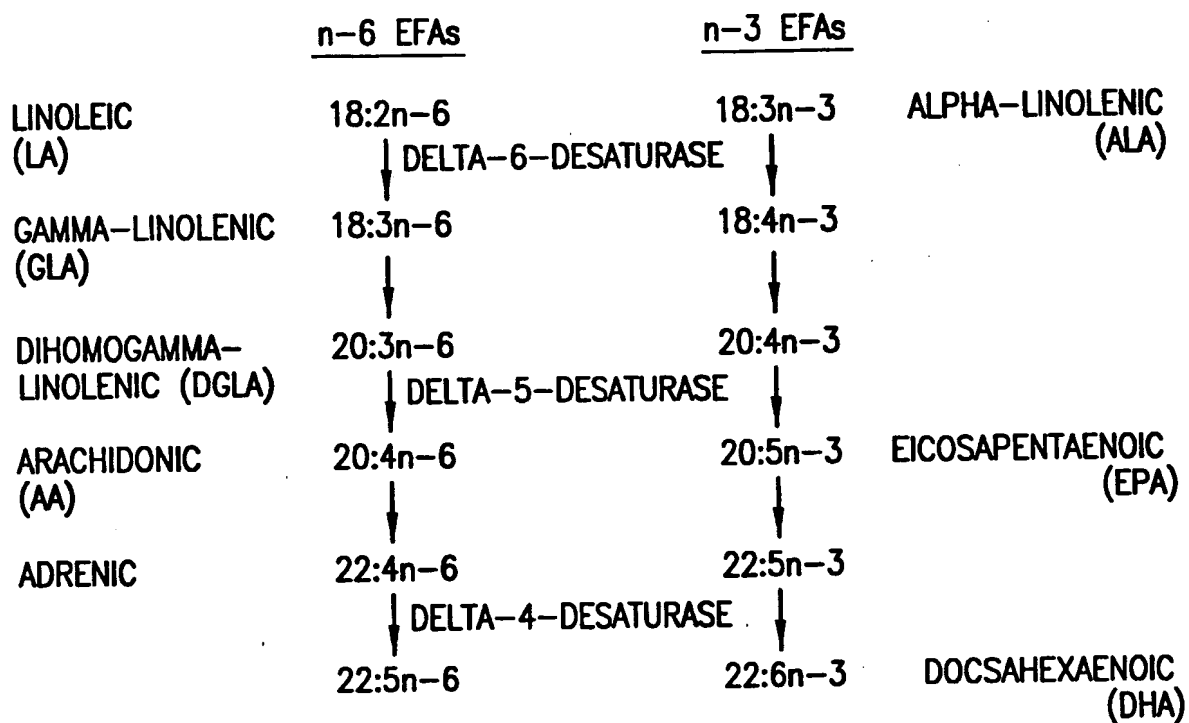 n-6 EFAs n-3 EFAs
LINOLEIC 18:2n-6 18:3n-3 ALPHA-LINOLENIC
(LA) DELTA-6-DESATURASE (ALA)
GAMMA-LINOLENIC 18:3n-6 18:4n-3
(GLA)
DIHOMOGAMMA- 20:3n-6 20:4n-3
LINOLENIC (DGLA) DELTA-5-DESATURASE
ARACHIDONIC 20:4n-6 20:5n-3 EICOSAPENTAENOIC
(AA) (EPA)
ADRENIC 22:4n-6 22:5n-3
DELTA-4-DESATURASE
22:5n-6 22:6n-3 DOCSAHEXAENOIC
(DHA)